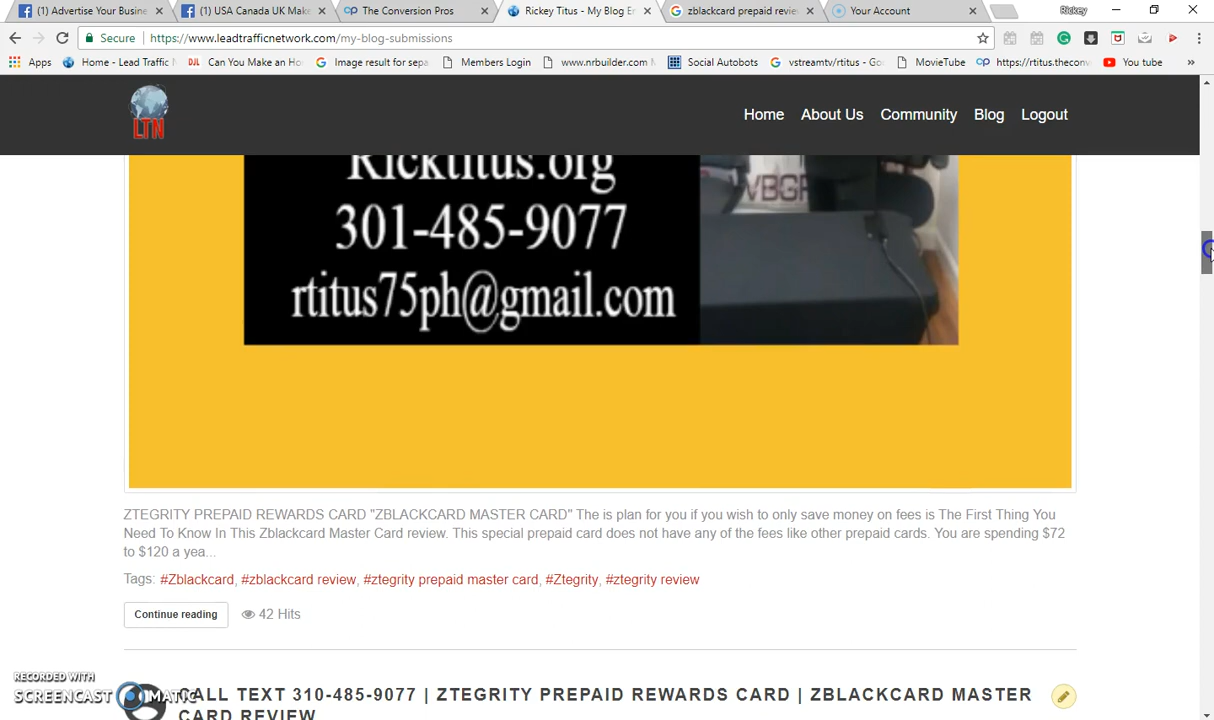 (1) Advertise Your Busine
(1) USA Canada UK Make
The Conversion Pros
Rickey Titus - My Blog En
zblackcard prepaid revie
Your Account
Rickey
Secure
https://www.leadtrafficnetwork.com/my-blog-submissions
Apps
Home - Lead Traffic
DJL
Can You Make an Ho
Image result for sepa
Members Login
www.nrbuilder.com
Social Autobots
vstreamtv/rtitus - Go
MovieTube
https://rtitus.theconv
You tube
LTN
Home
About Us
Community
Blog
Logout
Ricktitus.org
301-485-9077
rtitus75ph@gmail.com
ZTEGRITY PREPAID REWARDS CARD "ZBLACKCARD MASTER CARD" The is plan for you if you wish to only save money on fees is The First Thing You
Need To Know In This Zblackcard Master Card review. This special prepaid card does not have any of the fees like other prepaid cards. You are spending $72
to $120 a yea...
Tags: #Zblackcard, #zblackcard review, #ztegrity prepaid master card, #Ztegrity, #ztegrity review
Continue reading
42 Hits
RECORDED WITH
SCREENCAST MATIC
CALL TEXT 310-485-9077 | ZTEGRITY PREPAID REWARDS CARD | ZBLACKCARD MASTER
CARD REVIEW